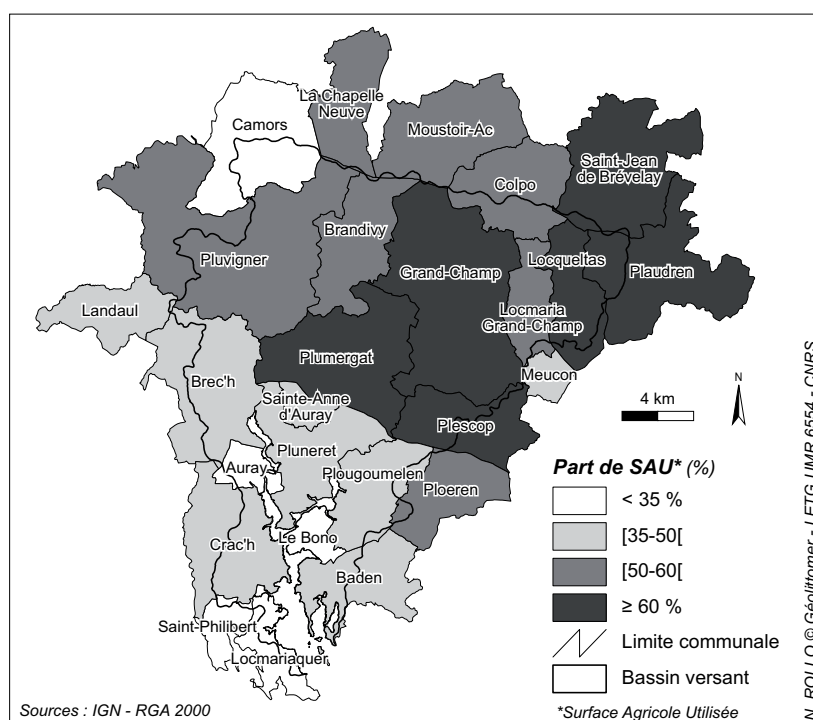 La Chapelle
Neuve
Camors
Moustoir-Ac
Saint-Jean
de Brévelay
Colpo
Brandivy
Pluvigner
Grand-Champ
Locqueltas
Plaudren
Landaul
Locmaria
Grand-Champ
Plumergat
Meucon
Brec'h
Sainte-Anne
d'Auray
Plescop
Pluneret
Auray
Plougoumelen
Ploeren
Le Bono
Crac'h
Baden
Saint-Philibert
Locmariaquer
4 km
N
Part de SAU* (%)
< 35 %
[35-50[
[50-60[
≥ 60 %
Limite communale
Bassin versant
*Surface Agricole Utilisée
Sources : IGN - RGA 2000
N. ROLLO © Géolittomer - LETG UMR 6554 - CNRS